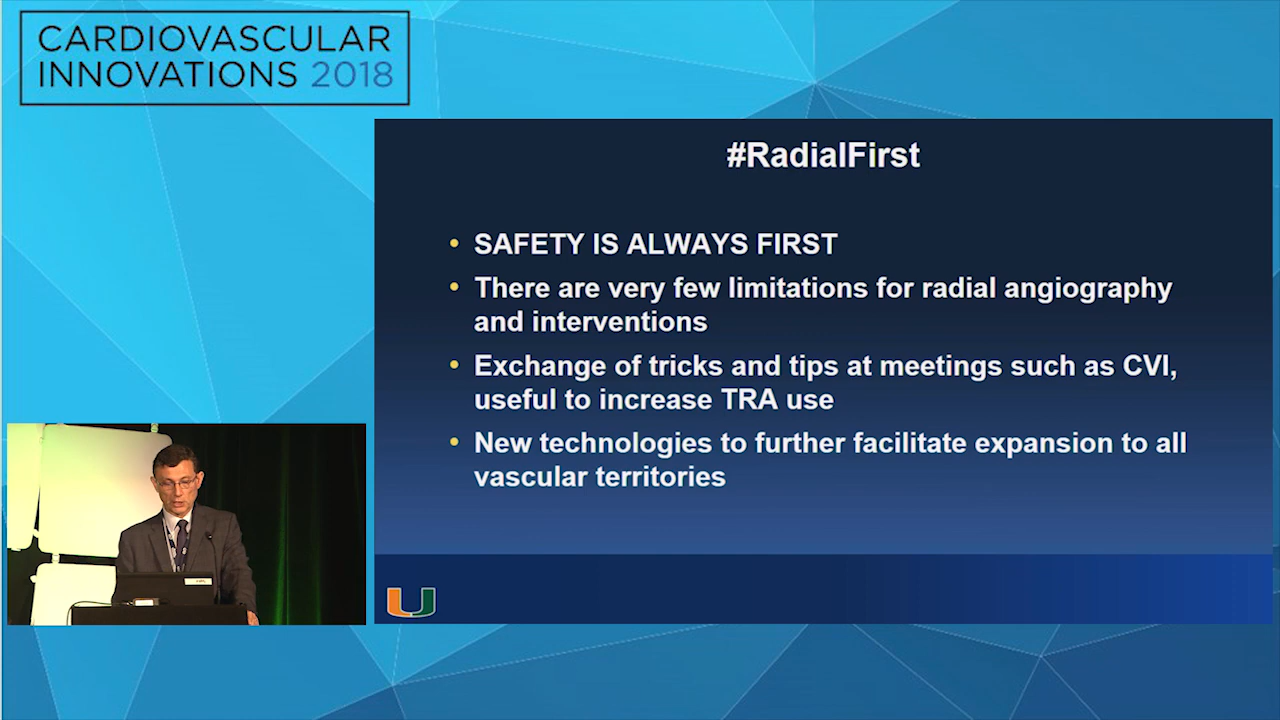 CARDIOVASCULAR
INNOVATIONS 2018
#RadialFirst
• SAFETY IS ALWAYS FIRST
• There are very few limitations for radial angiography
and interventions
• Exchange of tricks and tips at meetings such as CVI,
useful to increase TRA use
• New technologies to further facilitate expansion to all
vascular territories
U